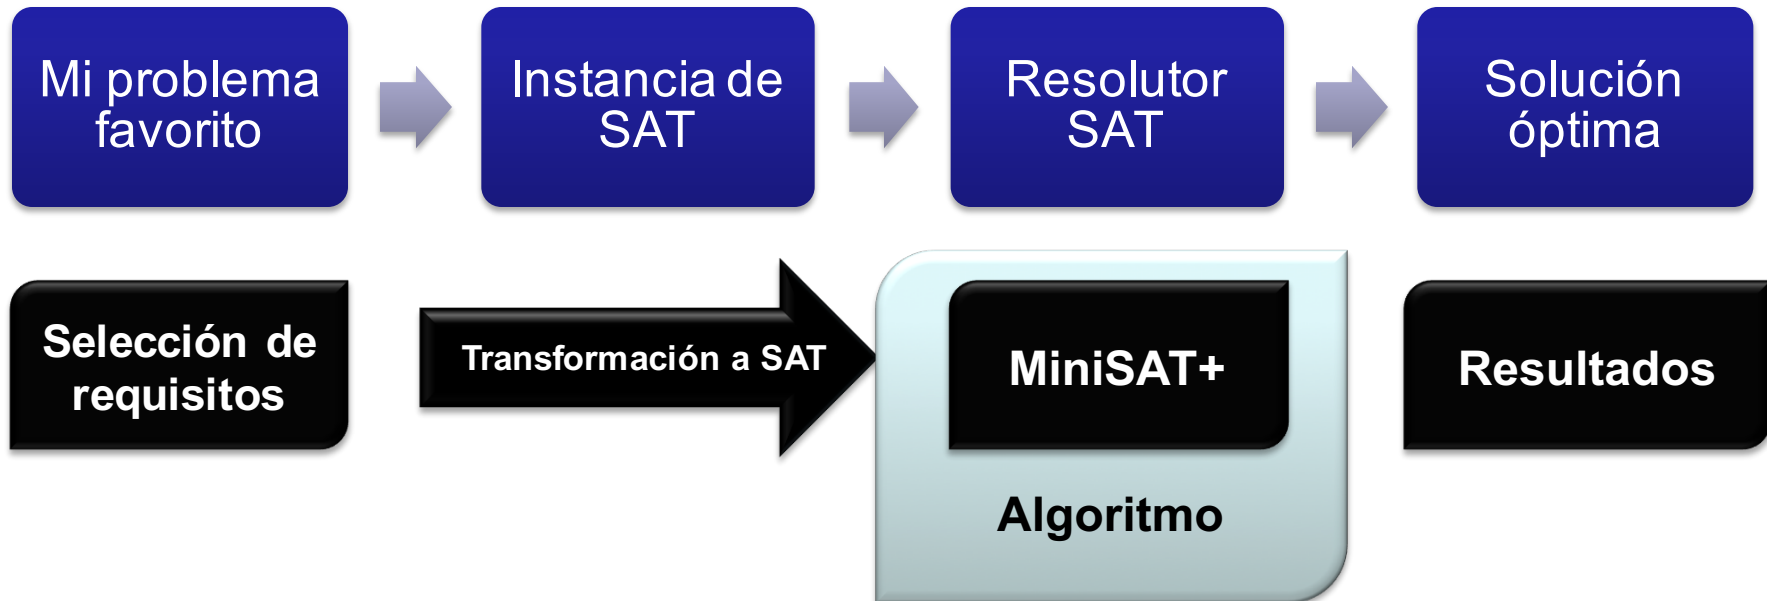 Mi problema
favorito
Instancia de
SAT
Resolutor
SAT
Solución
óptima
Selección de
requisitos
Transformación a SAT
MiniSAT+
Algoritmo
Resultados